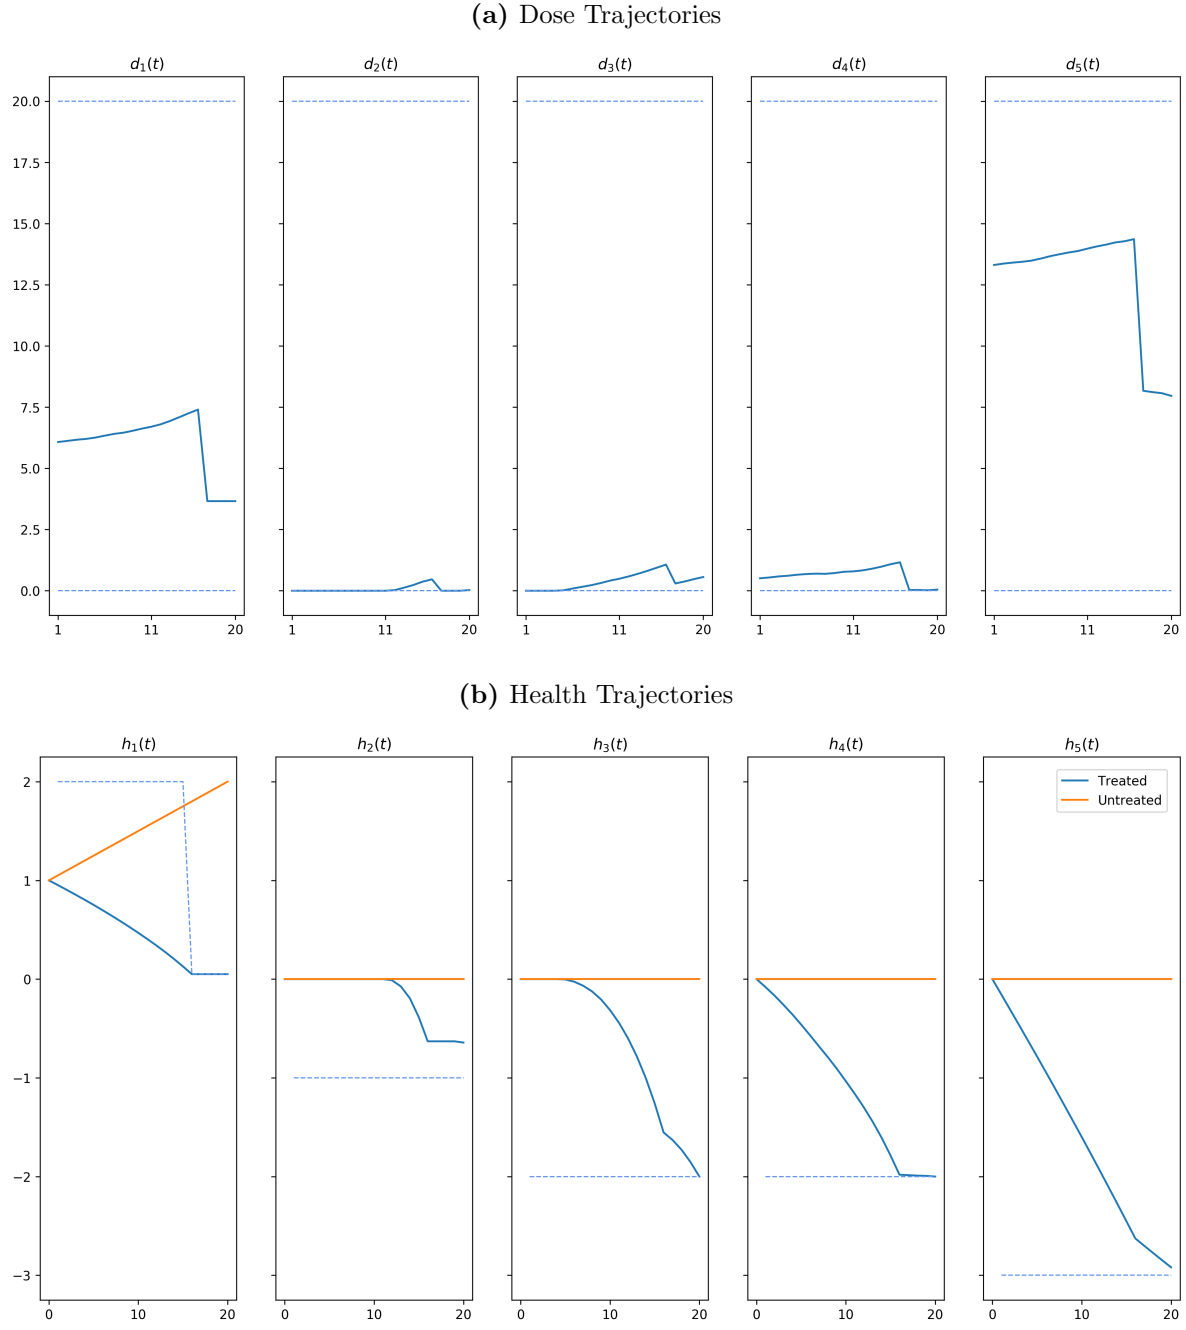 (a) Dose Trajectories
d₁(t) d₂(t) d₃(t) d₄(t) d₅(t)
20.0
17.5
15.0
12.5
10.0
7.5
5.0
2.5
0.0
1 11 20 1 11 20 1 11 20 1 11 20 1 11 20
(b) Health Trajectories
h₁(t) h₂(t) h₃(t) h₄(t) h₅(t)
Treated
Untreated
2
1
0
−1
−2
−3
0 10 20 0 10 20 0 10 20 0 10 20 0 10 20